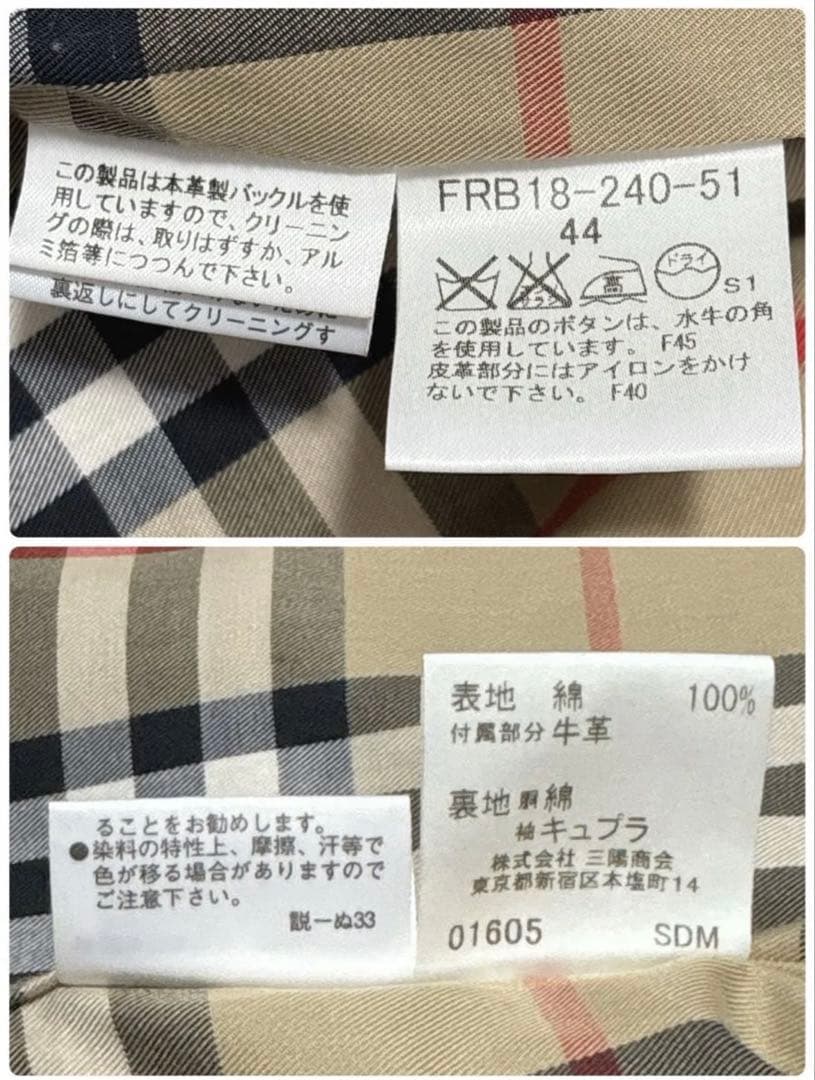 この製品は本革製バックルを使
用していますので、クリーニン
グの際は、取りはずすか、アル
ミ箔等につつんで下さい。
裏返しにしてクリーニングす
FRB18-240-51
44
エンソ
サラシ
高
ドライ
S1
この製品のボタンは、水牛の角
を使用しています。 F45
皮革部分にはアイロンをかけ
ないで下さい。 F40
ることをお勧めします。
●染料の特性上、摩擦、汗等で
色が移る場合がありますので
ご注意下さい。
説ーぬ33
表地 綿 100%
付属部分 牛革
裏地 胴 綿
袖 キュプラ
株式会社 三陽商会
東京都新宿区本塩町14
01605 SDM